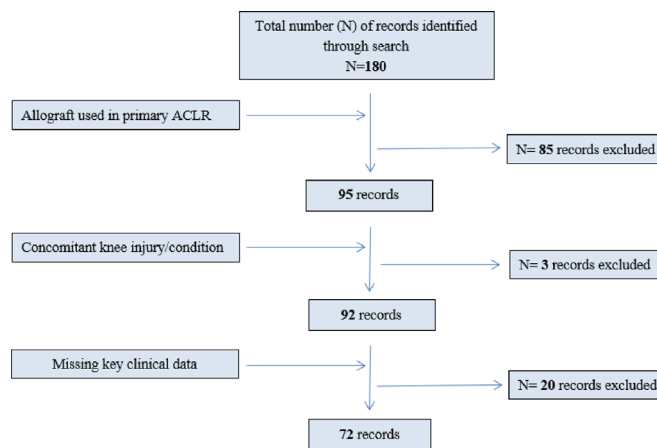 Total number (N) of records identified
through search
N=180
Allograft used in primary ACLR
N= 85 records excluded
95 records
Concomitant knee injury/condition
N= 3 records excluded
92 records
Missing key clinical data
N= 20 records excluded
72 records